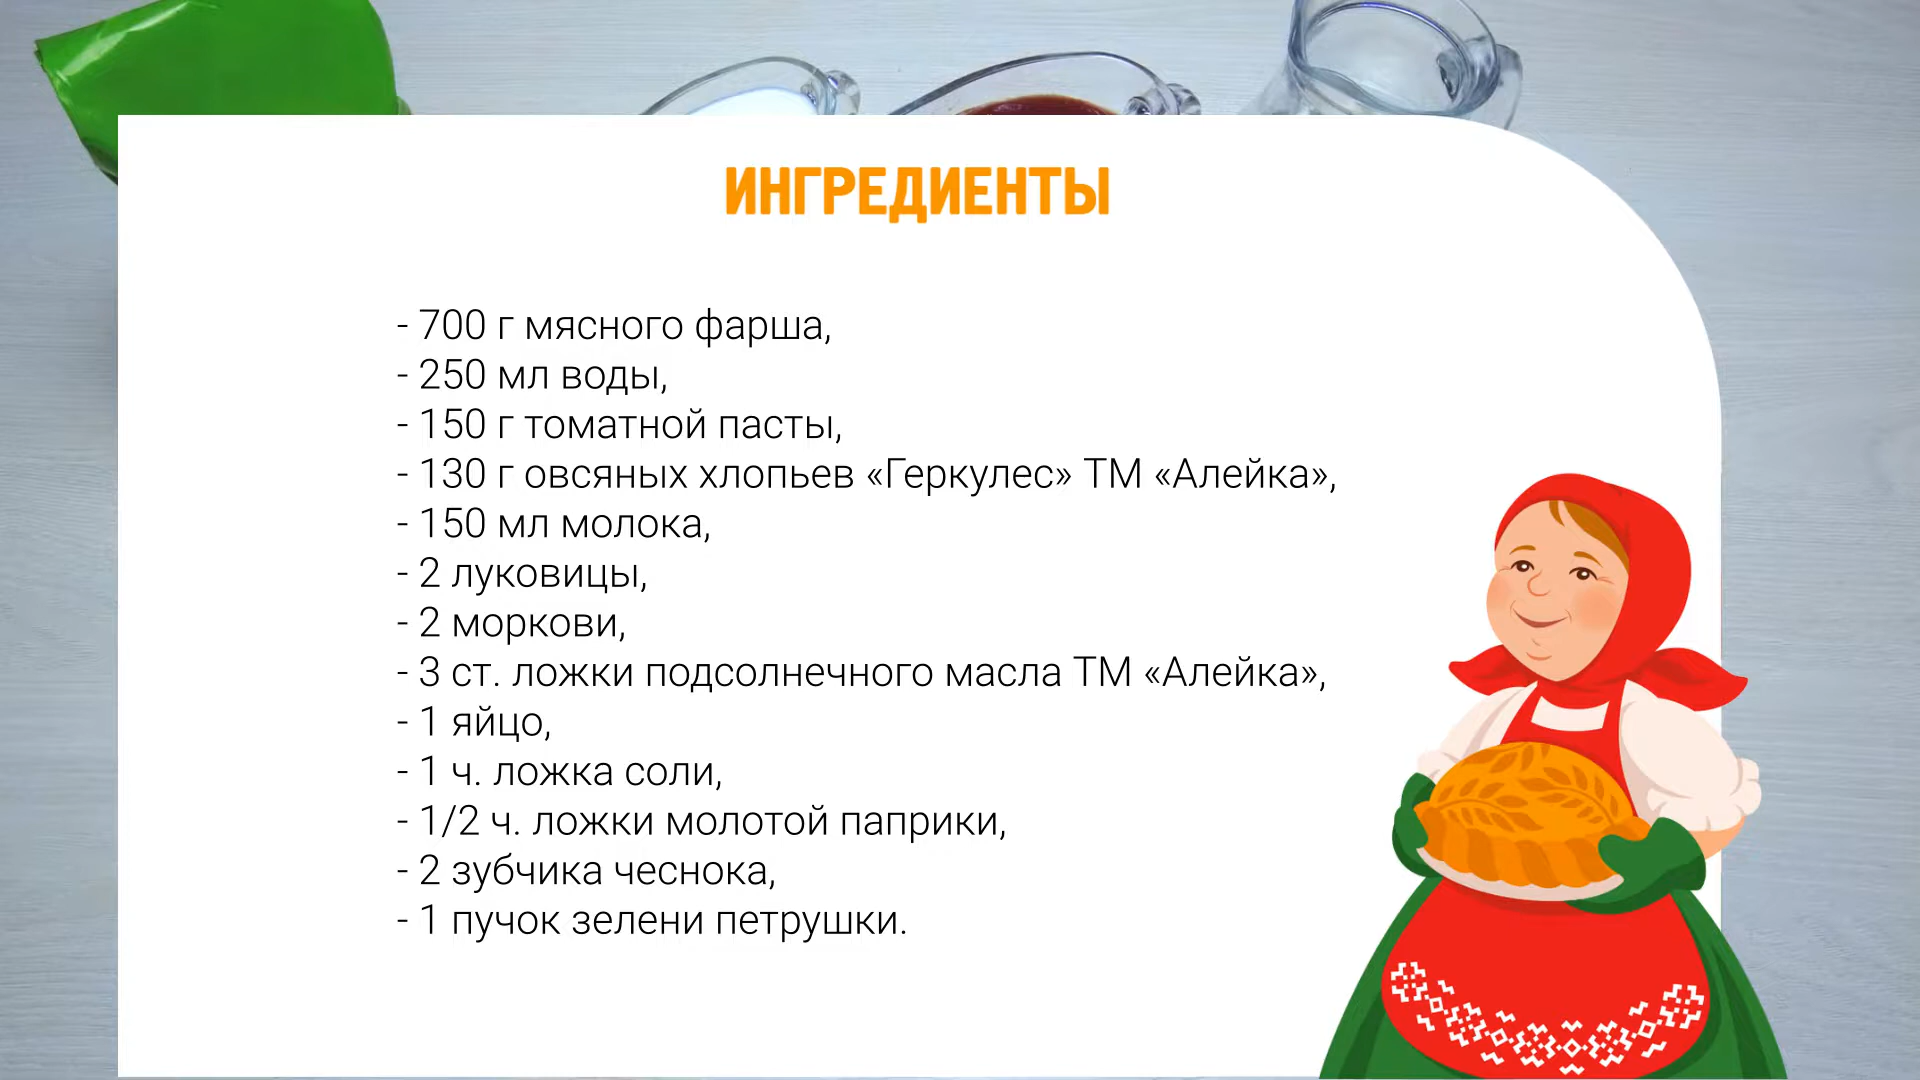 ИНГРЕДИЕНТЫ
- 700 г мясного фарша,
- 250 мл воды,
- 150 г томатной пасты,
- 130 г овсяных хлопьев «Геркулес» ТМ «Алейка»,
- 150 мл молока,
- 2 луковицы,
- 2 моркови,
- 3 ст. ложки подсолнечного масла ТМ «Алейка»,
- 1 яйцо,
- 1 ч. ложка соли,
- 1/2 ч. ложки молотой паприки,
- 2 зубчика чеснока,
- 1 пучок зелени петрушки.